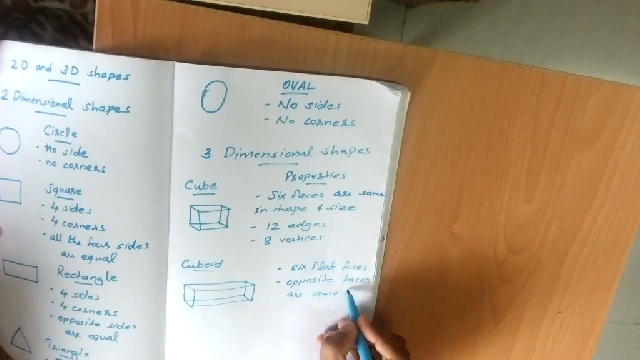 2D and 3D shapes
2 Dimensional shapes
Circle
- no side
- no corners
Square
- 4 sides
- 4 corners
- all the four sides
are equal
Rectangle
- 4 sides
- 4 corners
- opposite sides
are equal
Triangle
OVAL
- No sides
- No corners
3 Dimensional shapes
Properties
Cube
- Six faces are same
in shape & size
- 12 edges
- 8 vertices
Cuboid
- six flat faces
- opposite faces
are same